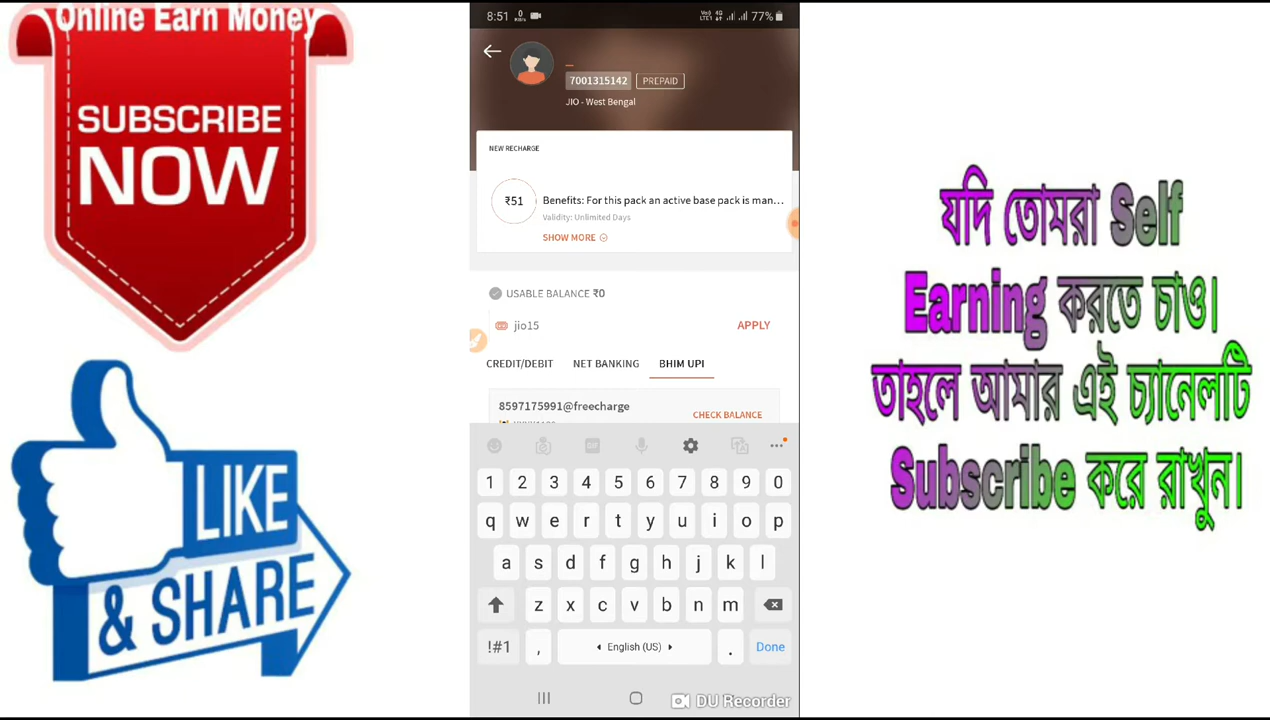 Online Earn Money
SUBSCRIBE
NOW
LIKE
& SHARE
8:51 0 77%
7001315142 PREPAID
JIO - West Bengal
NEW RECHARGE
₹51 Benefits: For this pack an active base pack is man...
Validity: Unlimited Days
SHOW MORE
USABLE BALANCE ₹0
jio15 APPLY
CREDIT/DEBIT NET BANKING BHIM UPI
8597175991@freecharge
CHECK BALANCE
GIF
1 2 3 4 5 6 7 8 9 0
q w e r t y u i o p
a s d f g h j k l
z x c v b n m
!#1 , English (US) . Done
DU Recorder
যদি তোমরা Self
Earning করতে চাও।
তাহলে আমার এই চ্যানেলটি
Subscribe করে রাখুন।